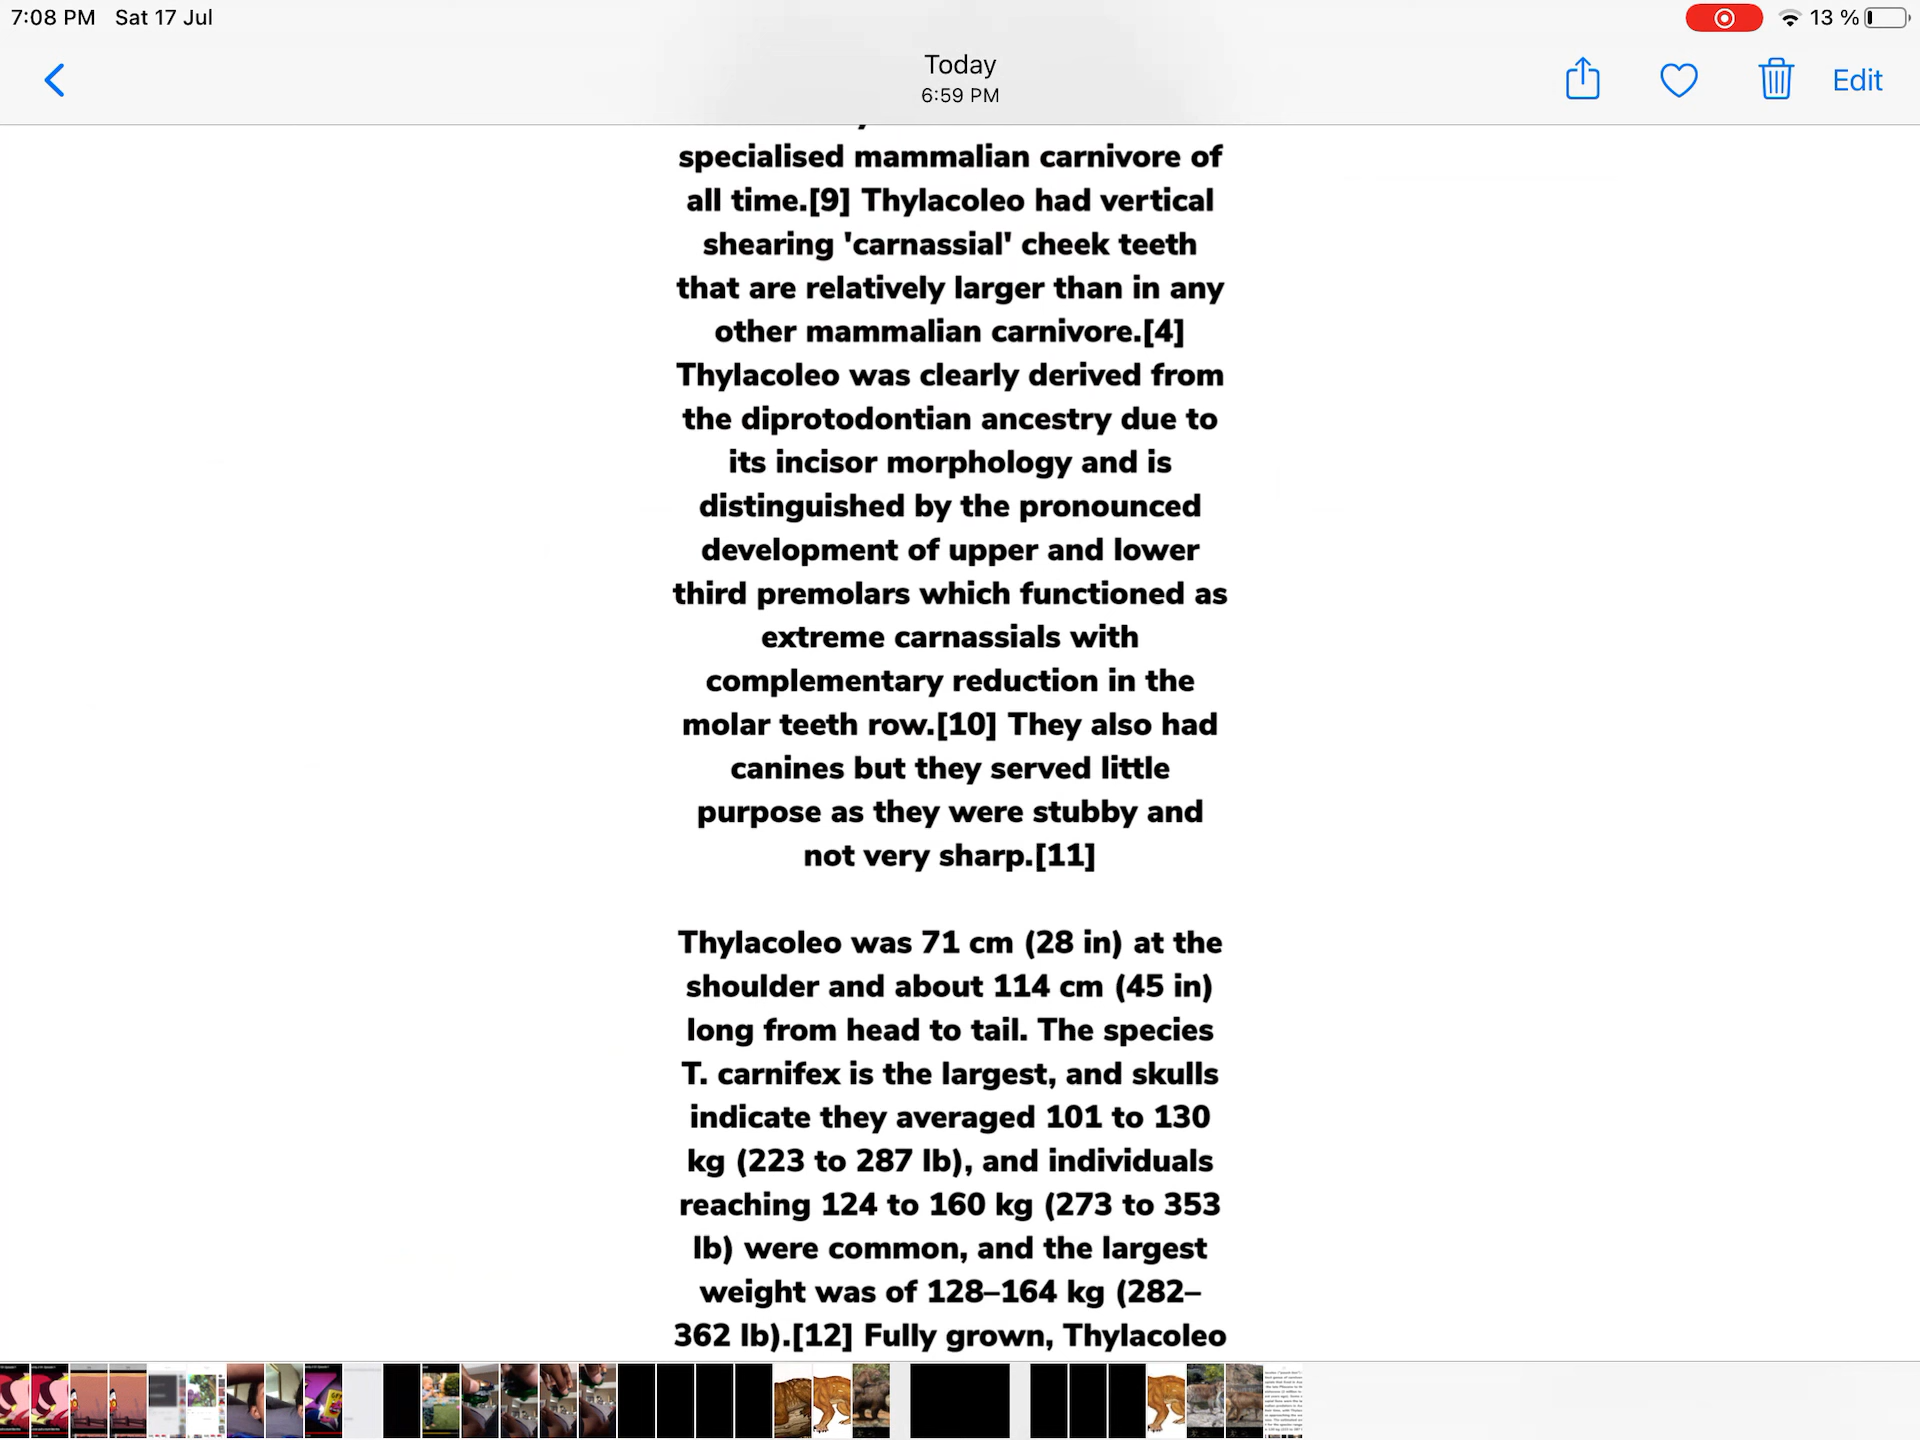 7:08 PM Sat 17 Jul
13 %
Today
6:59 PM
Edit
specialised mammalian carnivore of
all time.[9] Thylacoleo had vertical
shearing 'carnassial' cheek teeth
that are relatively larger than in any
other mammalian carnivore.[4]
Thylacoleo was clearly derived from
the diprotodontian ancestry due to
its incisor morphology and is
distinguished by the pronounced
development of upper and lower
third premolars which functioned as
extreme carnassials with
complementary reduction in the
molar teeth row.[10] They also had
canines but they served little
purpose as they were stubby and
not very sharp.[11]
Thylacoleo was 71 cm (28 in) at the
shoulder and about 114 cm (45 in)
long from head to tail. The species
T. carnifex is the largest, and skulls
indicate they averaged 101 to 130
kg (223 to 287 lb), and individuals
reaching 124 to 160 kg (273 to 353
lb) were common, and the largest
weight was of 128–164 kg (282–
362 lb).[12] Fully grown, Thylacoleo